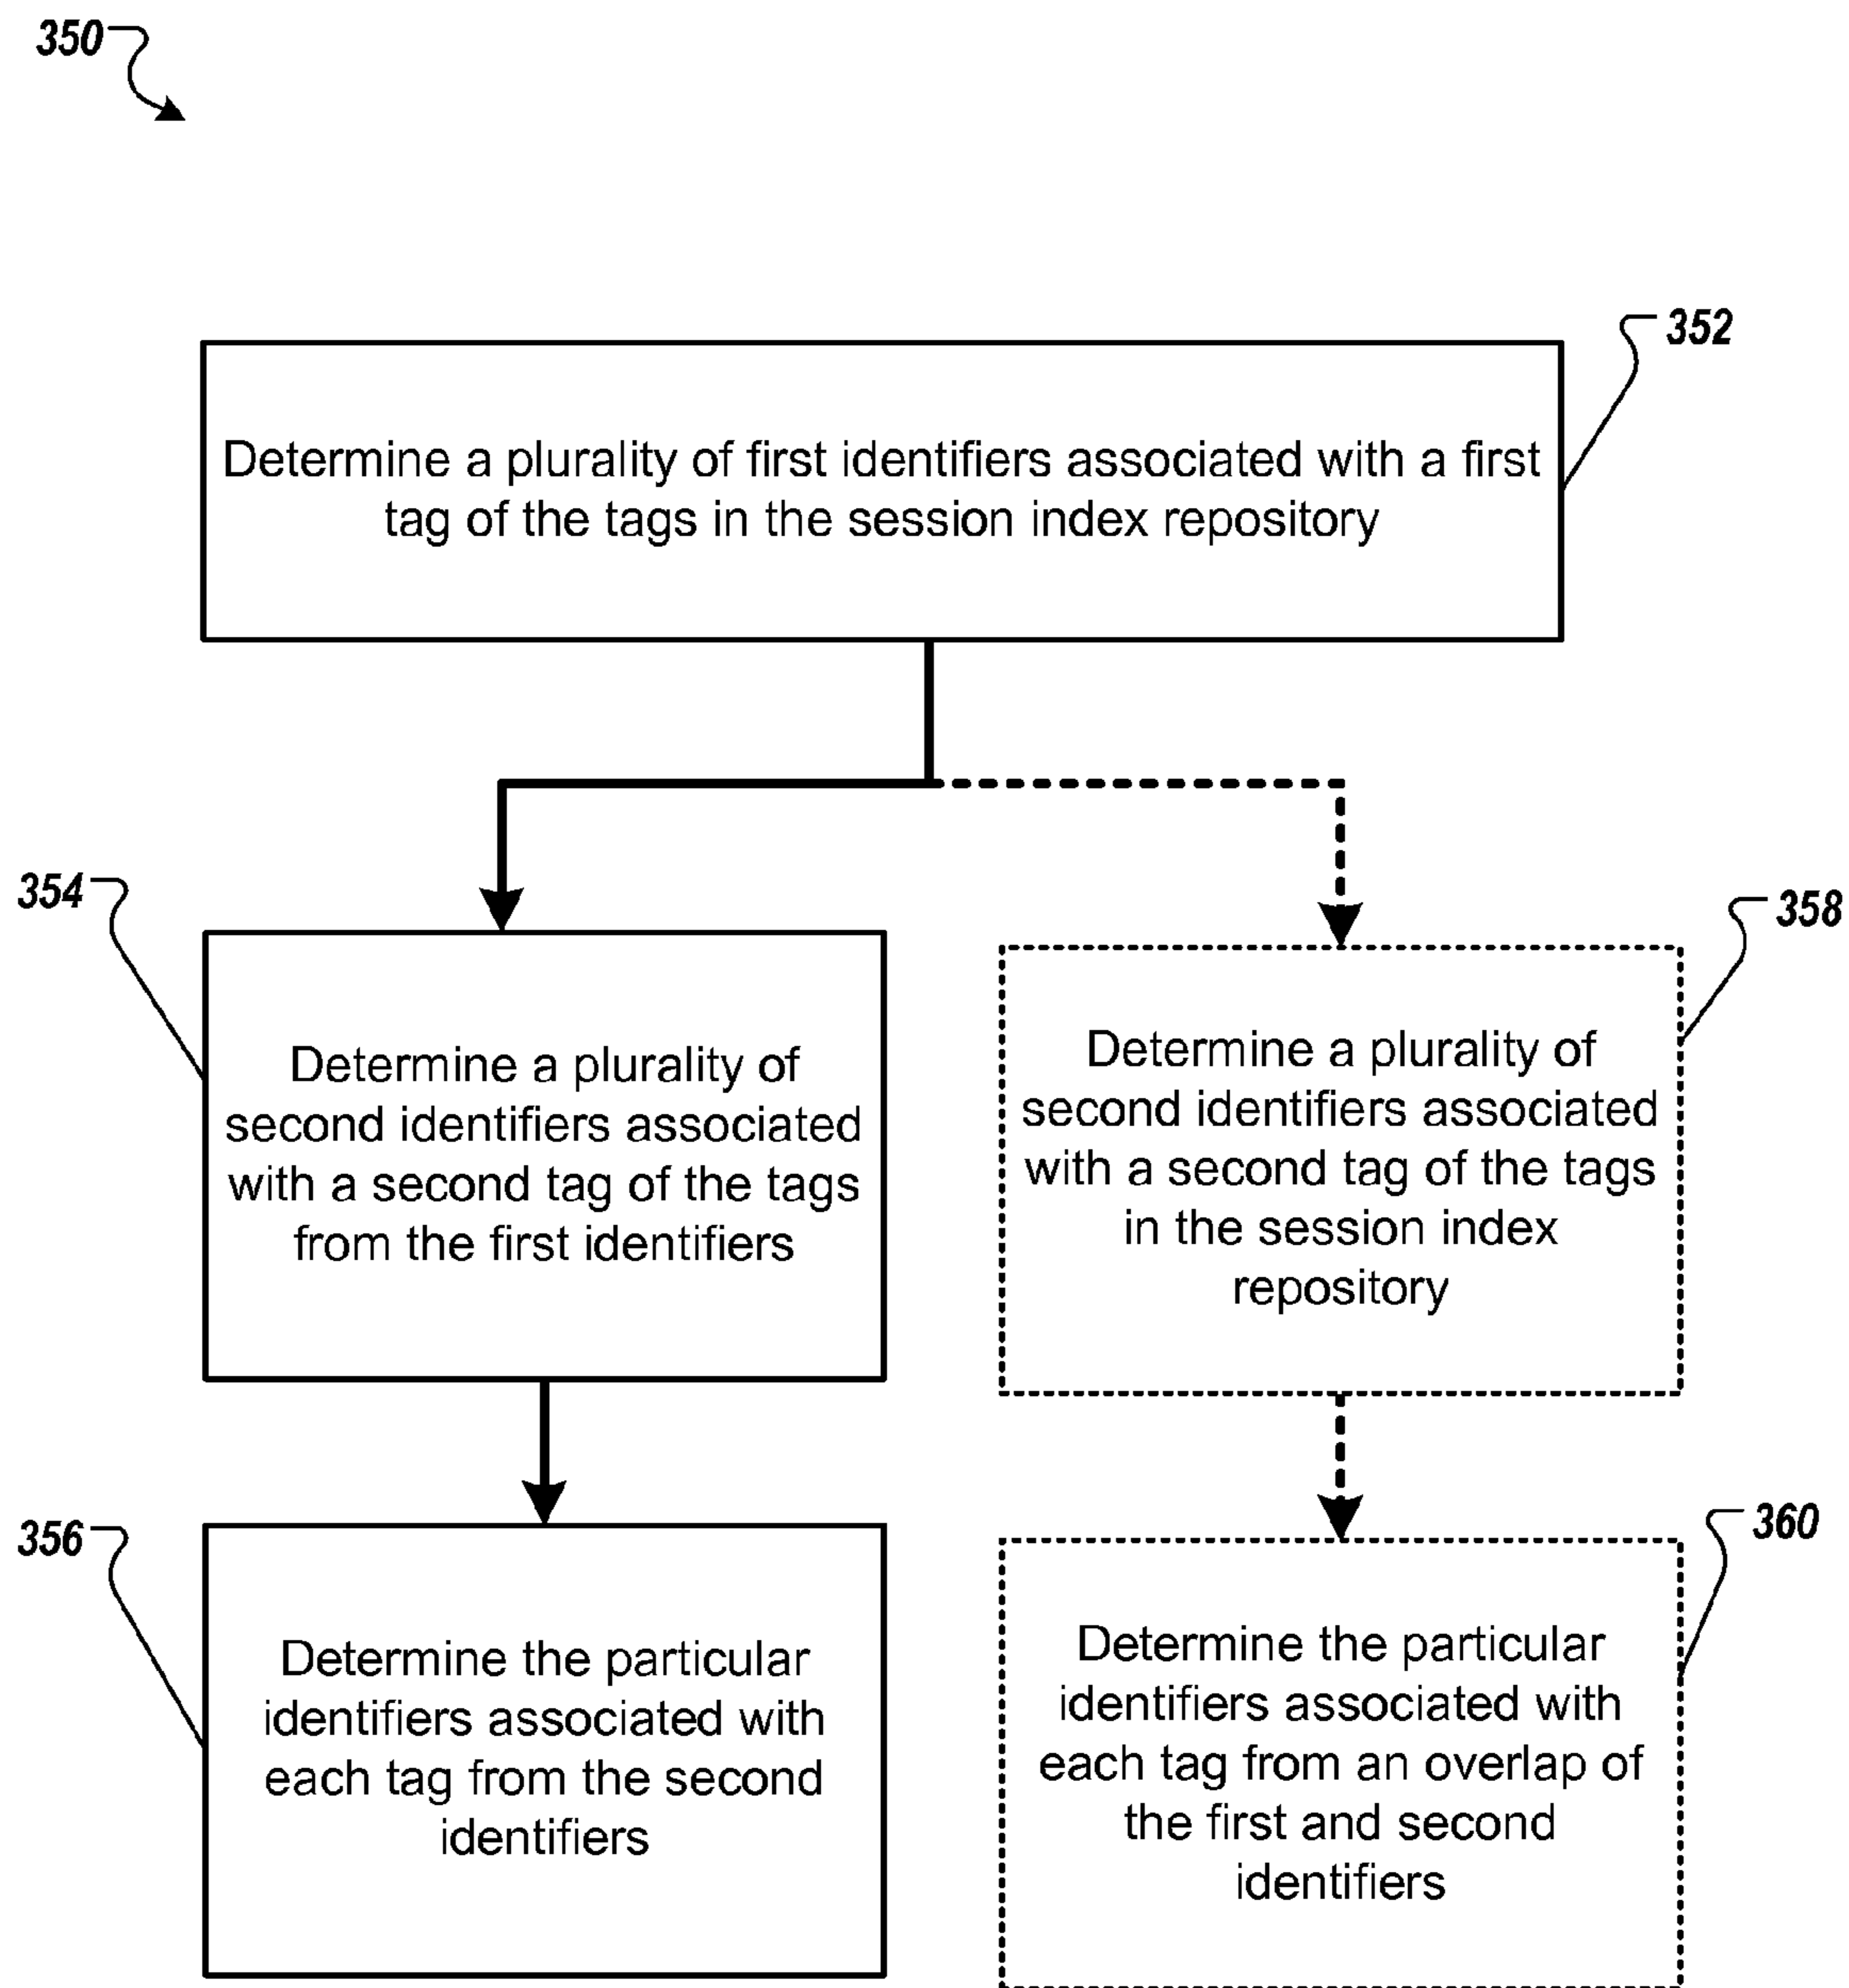 350
352
Determine a plurality of first identifiers associated with a first
tag of the tags in the session index repository
354
Determine a plurality of
second identifiers associated
with a second tag of the tags
from the first identifiers
358
Determine a plurality of
second identifiers associated
with a second tag of the tags
in the session index
repository
356
Determine the particular
identifiers associated with
each tag from the second
identifiers
360
Determine the particular
identifiers associated with
each tag from an overlap of
the first and second
identifiers